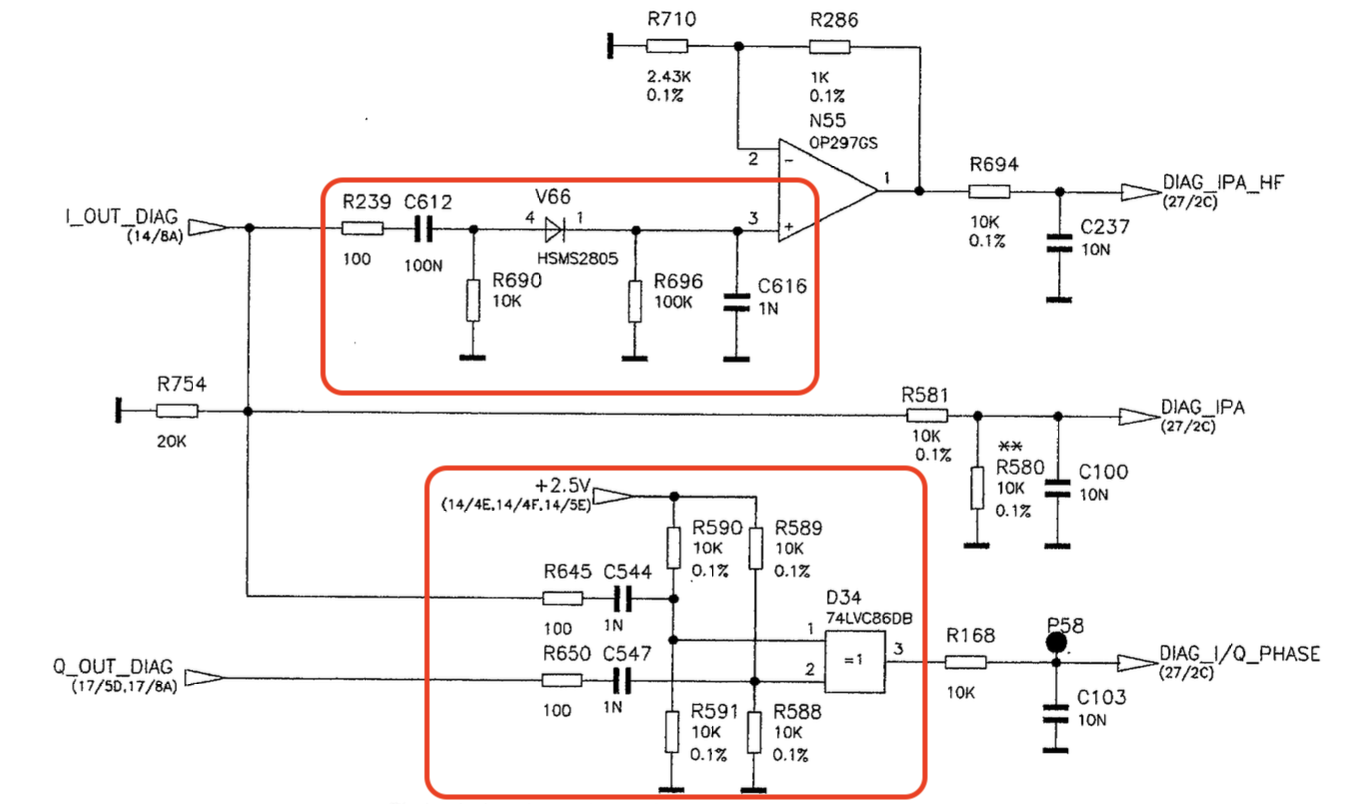 R710
R286
2.43K
0.1%
1K
0.1%
N55
OP297GS
2
-
1
R694
DIAG_IPA_HF
(27/2C)
10K
0.1%
C237
10N
I_OUT_DIAG
(14/8A)
R239
C612
V66
4
1
3
+
100
100N
HSMS2805
R690
10K
R696
100K
C616
1N
R754
20K
R581
DIAG_IPA
(27/2C)
10K
0.1%
**
R580
10K
0.1%
C100
10N
+2.5V
(14/4E,14/4F,14/5E)
R590
10K
0.1%
R589
10K
0.1%
R645
C544
100
1N
D34
74LVC86DB
1
=1
3
2
R168
10K
P58
DIAG_I/Q_PHASE
(27/2C)
C103
10N
Q_OUT_DIAG
(17/5D,17/8A)
R650
C547
100
1N
R591
10K
0.1%
R588
10K
0.1%